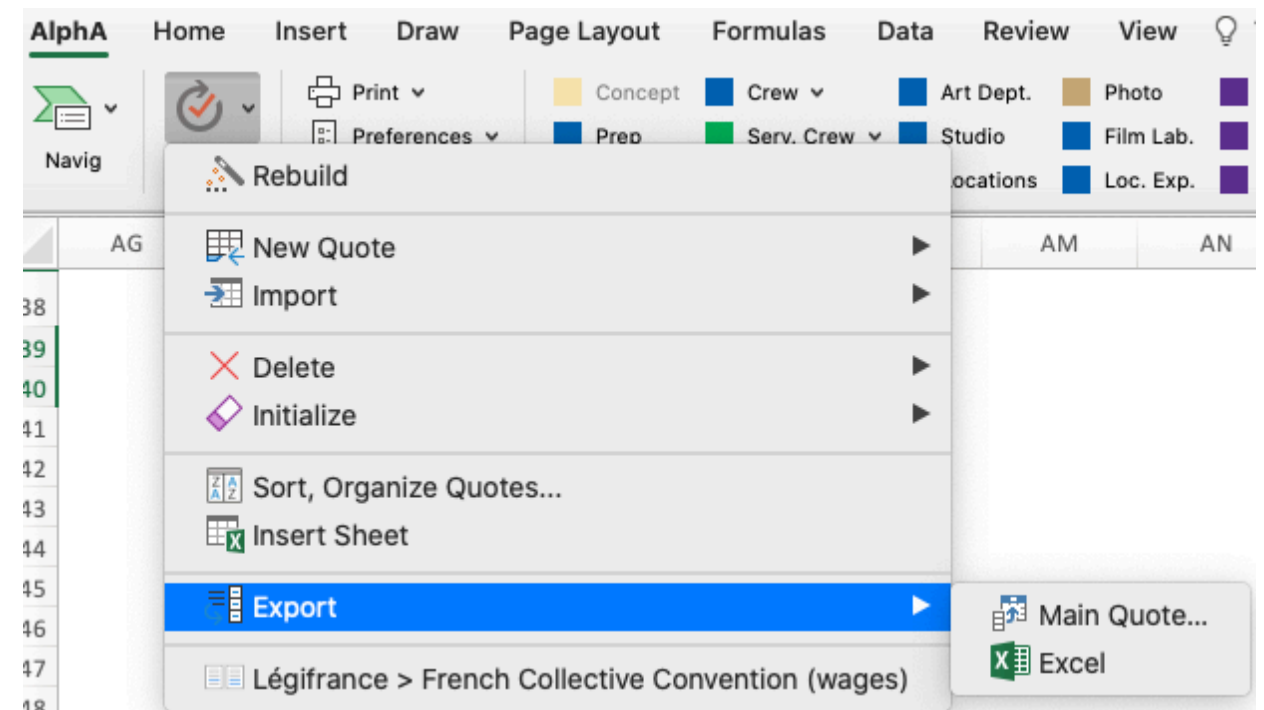 AlphA Home Insert Draw Page Layout Formulas Data Review View
Print Concept Crew Art Dept. Photo
Preferences Prep Serv. Crew Studio Film Lab.
Navig Locations Loc. Exp.
Rebuild
AG AM AN
New Quote
Import
38
39
Delete
40
Initialize
41
42
Sort, Organize Quotes...
43
Insert Sheet
44
45
Export
Main Quote...
46
Excel
47
Légifrance > French Collective Convention (wages)
48